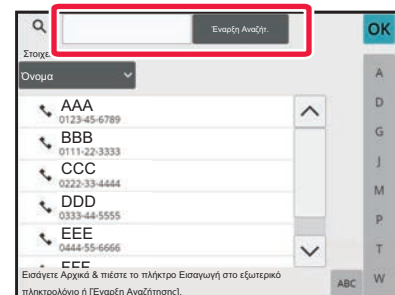 Έναρξη Αναζήτ.
OK
Στοιχε
Όνομα
AAA
0123-45-6789
BBB
0111-22-3333
CCC
0222-33-4444
DDD
0333-44-5555
EEE
0444-55-6666
FFF
A
D
G
J
M
P
T
W
ABC
Εισάγετε Αρχικά & πιέστε το πλήκτρο Εισαγωγή στο εξωτερικό
πληκτρολόγιο ή [Έναρξη Αναζήτησης].